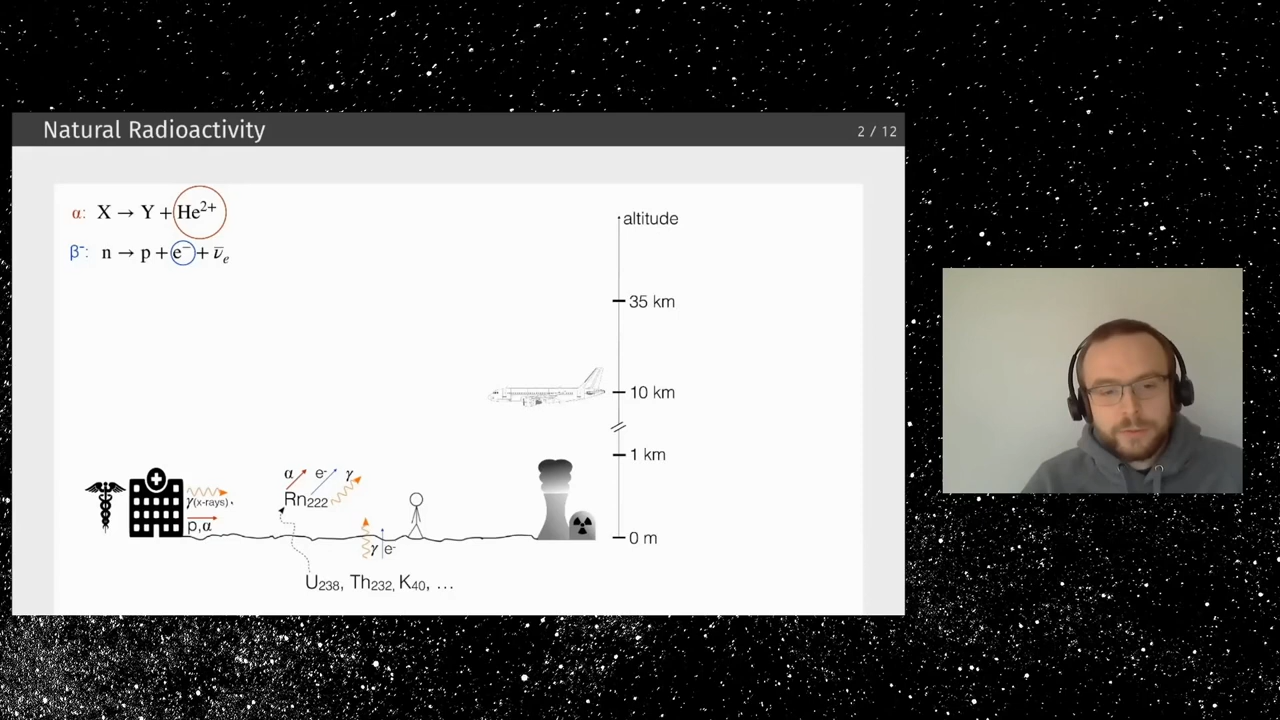 Natural Radioactivity
2 / 12
α: X → Y + He²⁺
β⁻: n → p + e⁻ + ν̄ₑ
altitude
35 km
10 km
1 km
0 m
α e⁻ γ
Rn₂₂₂
γ(x-rays)
p,α
γ e⁻
U₂₃₈, Th₂₃₂, K₄₀, …